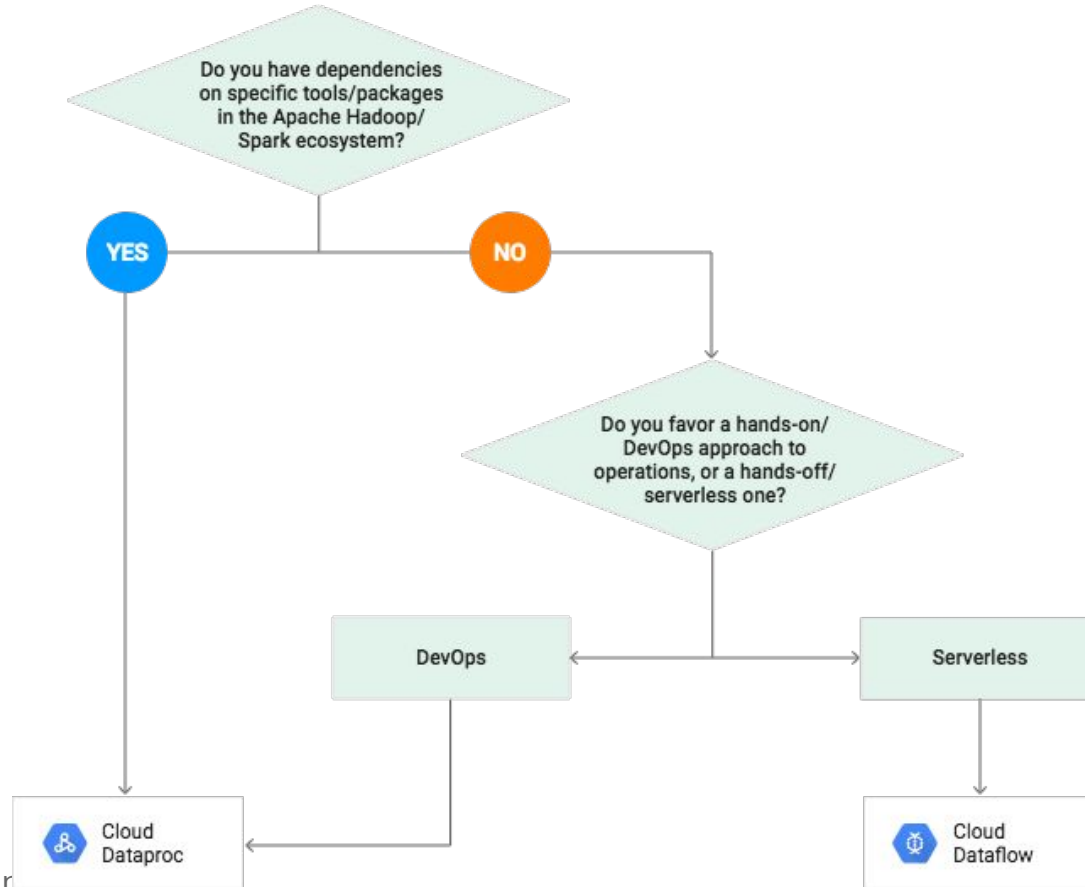 Do you have dependencies
on specific tools/packages
in the Apache Hadoop/
Spark ecosystem?
YES
NO
Do you favor a hands-on/
DevOps approach to
operations, or a hands-off/
serverless one?
DevOps
Serverless
Cloud
Dataproc
Cloud
Dataflow